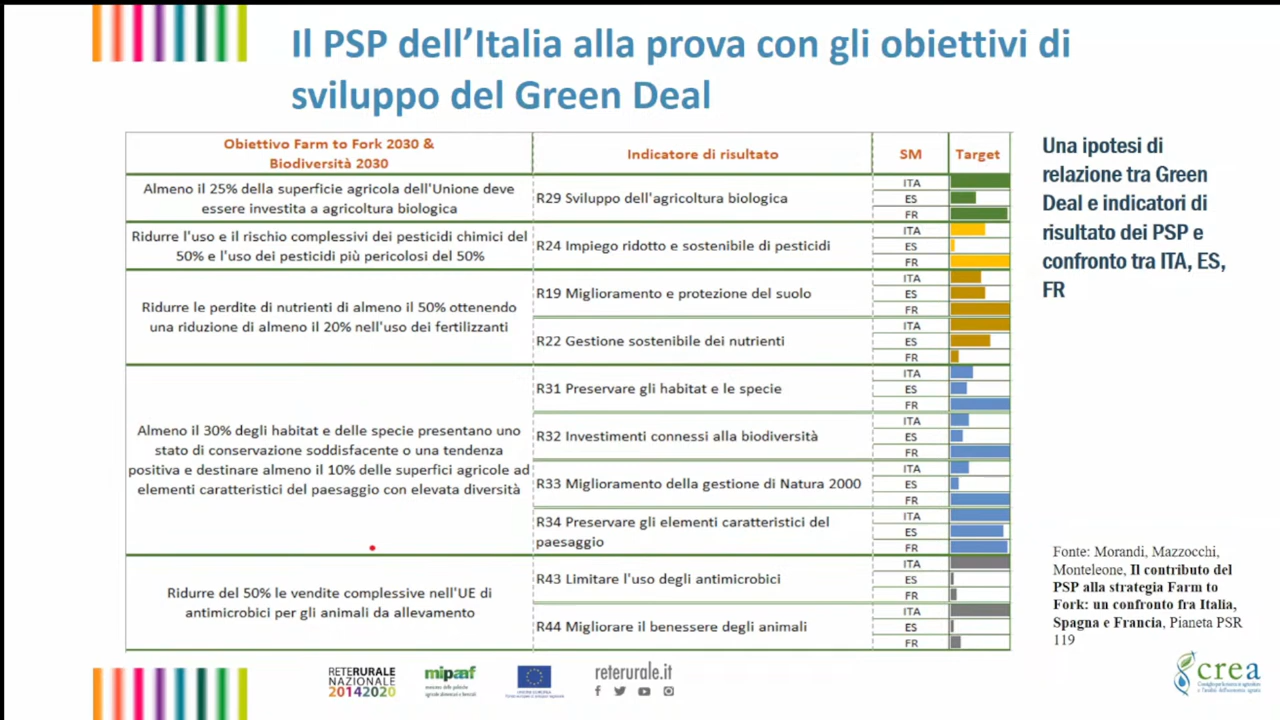 Il PSP dell'Italia alla prova con gli obiettivi di
sviluppo del Green Deal
Obiettivo Farm to Fork 2030 &
Biodiversità 2030
Indicatore di risultato
SM
Target
Almeno il 25% della superficie agricola dell'Unione deve
essere investita a agricoltura biologica
R29 Sviluppo dell'agricoltura biologica
ITA
ES
FR
Ridurre l'uso e il rischio complessivi dei pesticidi chimici del
50% e l'uso dei pesticidi più pericolosi del 50%
R24 Impiego ridotto e sostenibile di pesticidi
ITA
ES
FR
Ridurre le perdite di nutrienti di almeno il 50% ottenendo
una riduzione di almeno il 20% nell'uso dei fertilizzanti
R19 Miglioramento e protezione del suolo
ITA
ES
FR
R22 Gestione sostenibile dei nutrienti
ITA
ES
FR
Almeno il 30% degli habitat e delle specie presentano uno
stato di conservazione soddisfacente o una tendenza
positiva e destinare almeno il 10% delle superfici agricole ad
elementi caratteristici del paesaggio con elevata diversità
R31 Preservare gli habitat e le specie
ITA
ES
FR
R32 Investimenti connessi alla biodiversità
ITA
ES
FR
R33 Miglioramento della gestione di Natura 2000
ITA
ES
FR
R34 Preservare gli elementi caratteristici del
paesaggio
ITA
ES
FR
Ridurre del 50% le vendite complessive nell'UE di
antimicrobici per gli animali da allevamento
R43 Limitare l'uso degli antimicrobici
ITA
ES
FR
R44 Migliorare il benessere degli animali
ITA
ES
FR
Una ipotesi di
relazione tra Green
Deal e indicatori di
risultato dei PSP e
confronto tra ITA, ES,
FR
Fonte: Morandi, Mazzocchi,
Monteleone, Il contributo del
PSP alla strategia Farm to
Fork: un confronto fra Italia,
Spagna e Francia, Pianeta PSR
119
RETERURALE
NAZIONALE
20142020
mipaaf
reterurale.it
crea